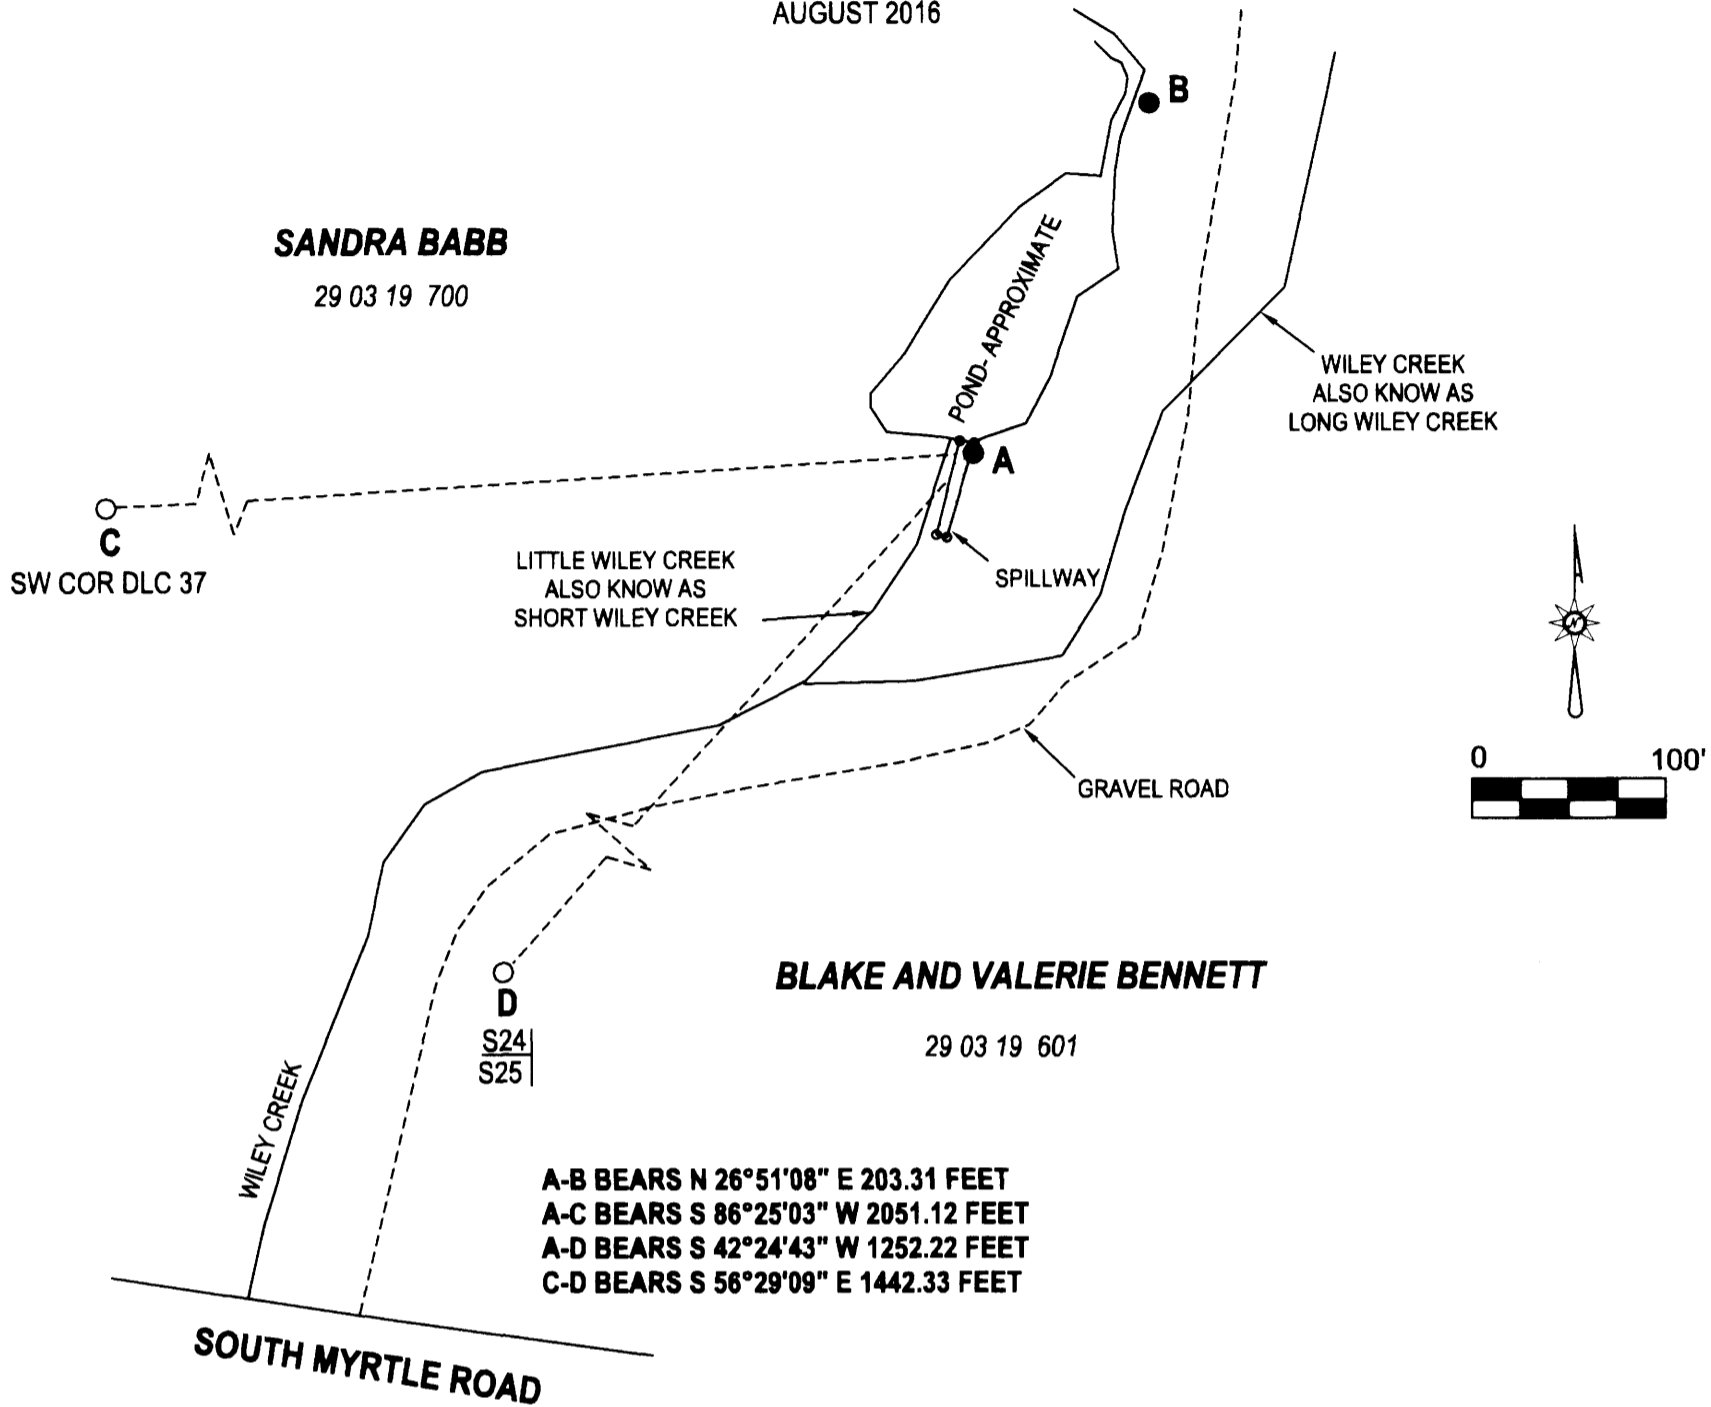 AUGUST 2016
B
SANDRA BABB
29 03 19 700
POND- APPROXIMATE
WILEY CREEK
ALSO KNOW AS
LONG WILEY CREEK
A
C
SW COR DLC 37
LITTLE WILEY CREEK
ALSO KNOW AS
SHORT WILEY CREEK
SPILLWAY
N
0 100'
GRAVEL ROAD
D
S24
S25
BLAKE AND VALERIE BENNETT
29 03 19 601
WILEY CREEK
A-B BEARS N 26°51'08" E 203.31 FEET
A-C BEARS S 86°25'03" W 2051.12 FEET
A-D BEARS S 42°24'43" W 1252.22 FEET
C-D BEARS S 56°29'09" E 1442.33 FEET
SOUTH MYRTLE ROAD